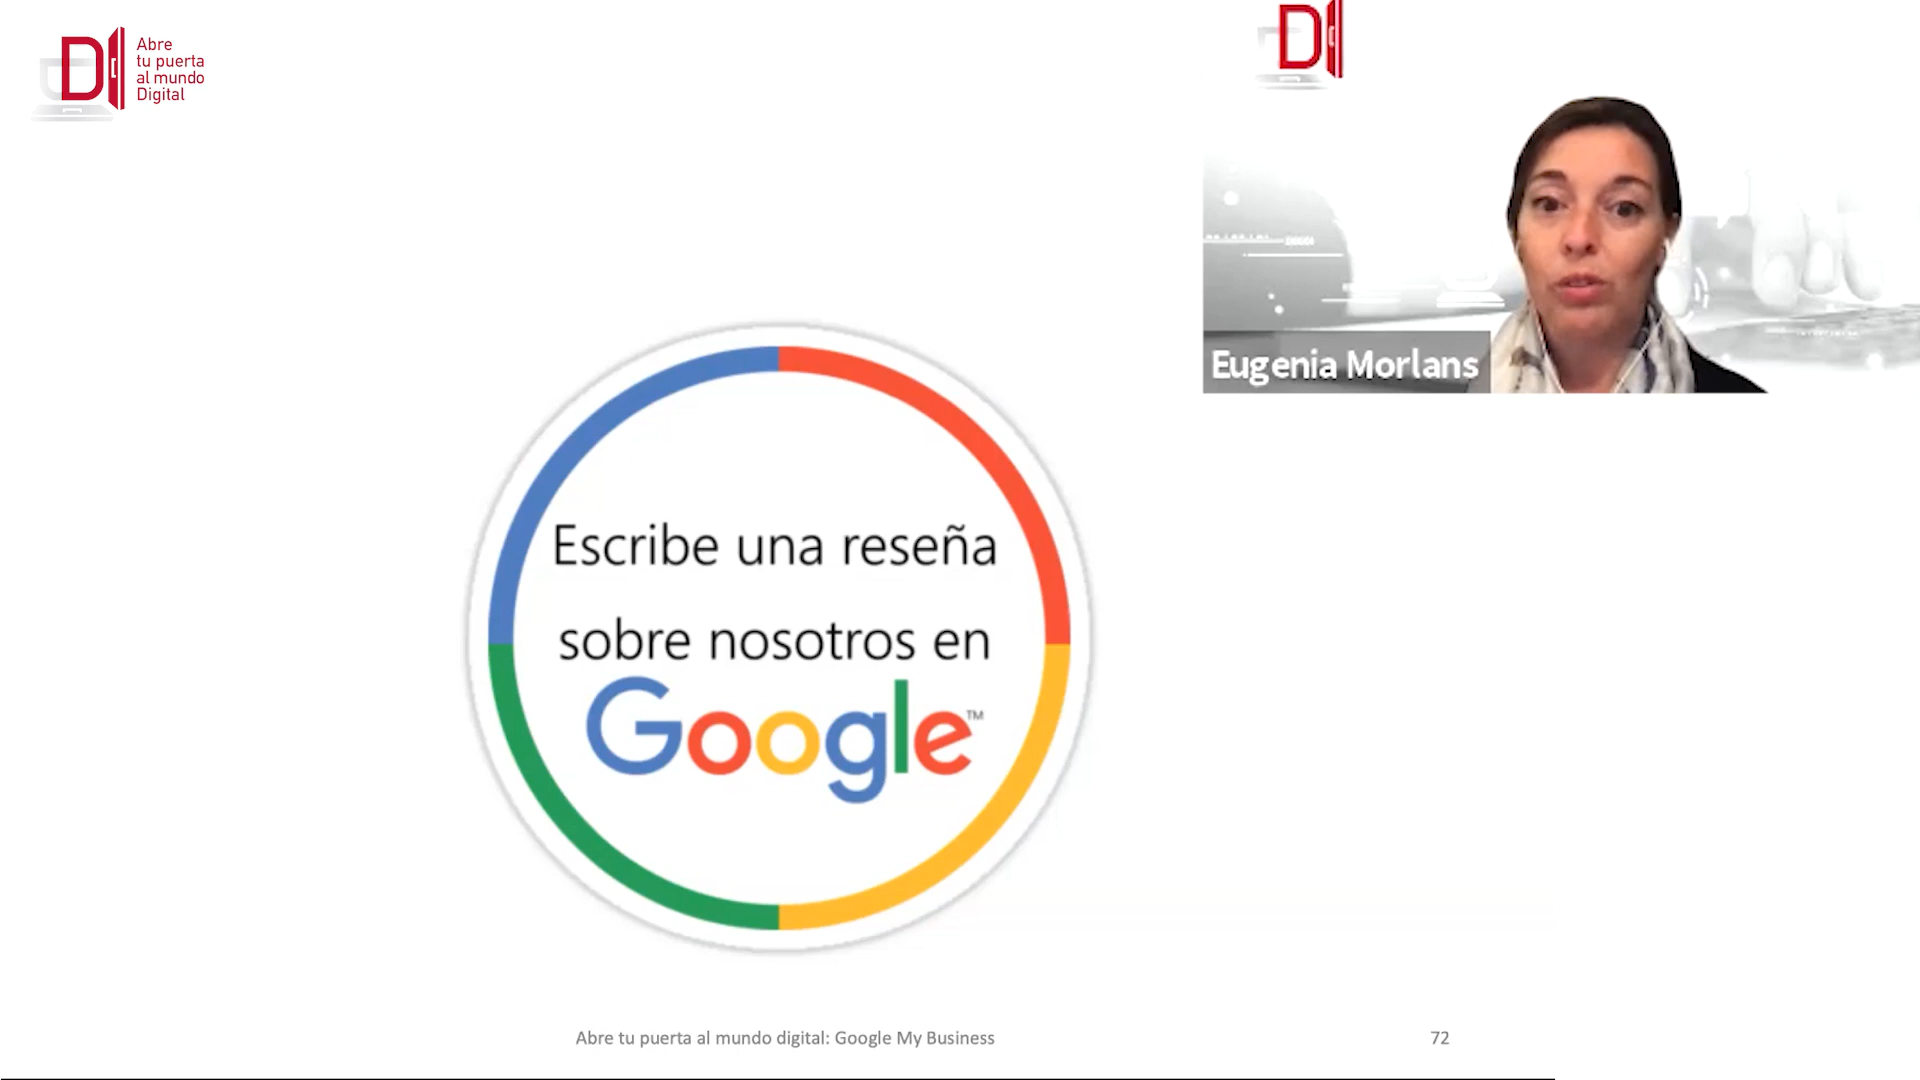 Abre
tu puerta
al mundo
Digital
Eugenia Morlans
Escribe una reseña
sobre nosotros en
Google™
Abre tu puerta al mundo digital: Google My Business
72